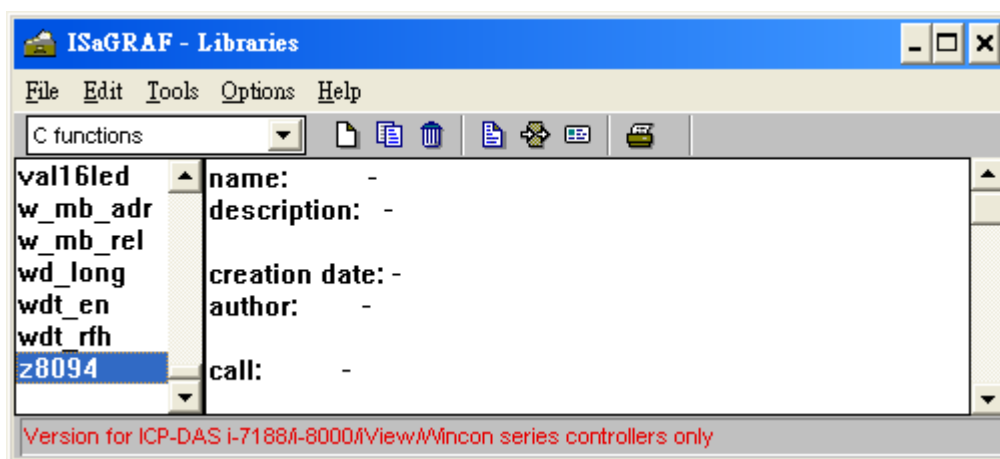 ISaGRAF - Libraries
File Edit Tools Options Help
C functions
val16led
w_mb_adr
w_mb_rel
wd_long
wdt_en
wdt_rfh
z8094
name: -
description: -
creation date: -
author: -
call: -
Version for ICP-DAS i-7188/i-8000/iView/Wincon series controllers only